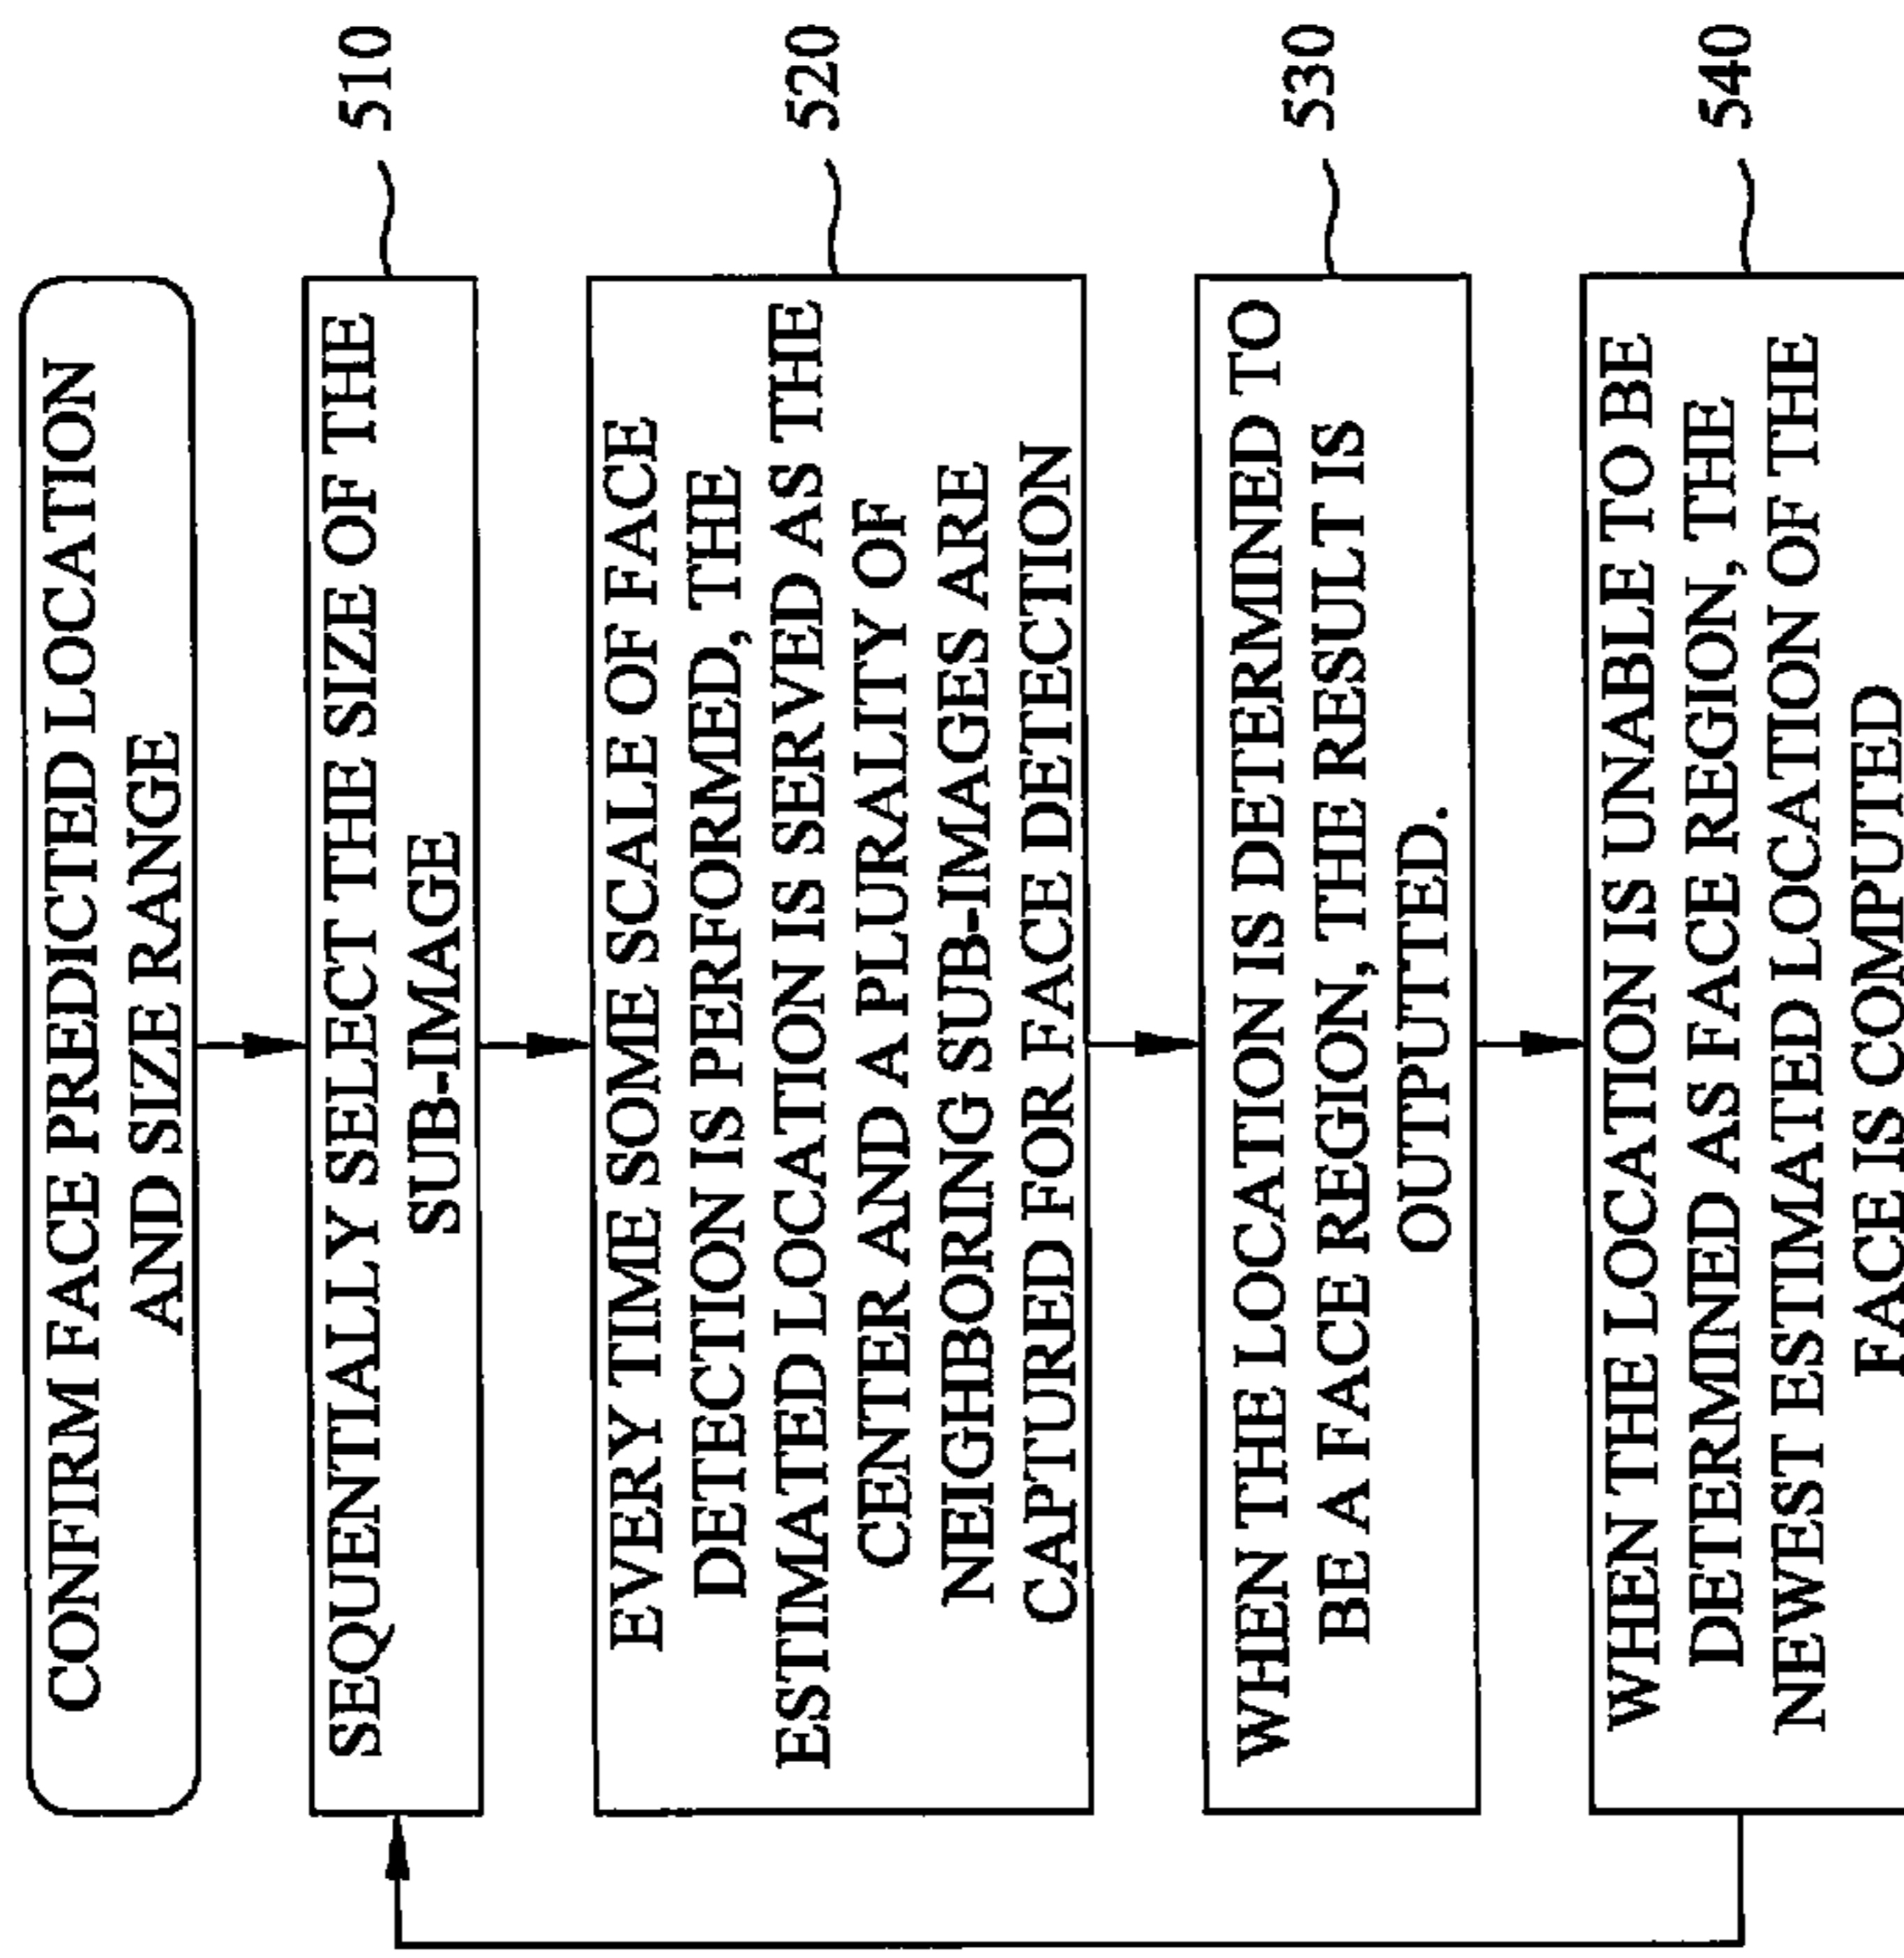 CONFIRM FACE PREDICTED LOCATION
AND SIZE RANGE
SEQUENTIALLY SELECT THE SIZE OF THE
SUB-IMAGE
510
EVERY TIME SOME SCALE OF FACE
DETECTION IS PERFORMED, THE
ESTIMATED LOCATION IS SERVED AS THE
CENTER AND A PLURALITY OF
NEIGHBORING SUB-IMAGES ARE
CAPTURED FOR FACE DETECTION
520
WHEN THE LOCATION IS DETERMINED TO
BE A FACE REGION, THE RESULT IS
OUTPUTTED.
530
WHEN THE LOCATION IS UNABLE TO BE
DETERMINED AS FACE REGION, THE
NEWEST ESTIMATED LOCATION OF THE
FACE IS COMPUTED
540